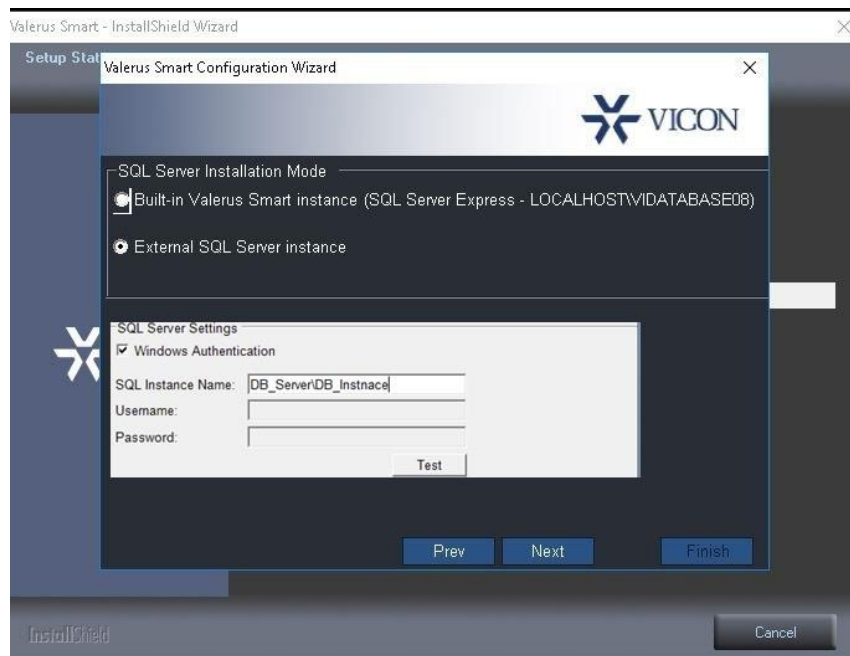 Valerus Smart - InstallShield Wizard
Setup Stat
Valerus Smart Configuration Wizard
VICON
SQL Server Installation Mode
Built-in Valerus Smart instance (SQL Server Express - LOCALHOST\VIDATABASE08)
External SQL Server instance
SQL Server Settings
Windows Authentication
SQL Instance Name: DB_Server\DB_Instnace
Username:
Password:
Test
Prev Next Finish
InstallShield Cancel